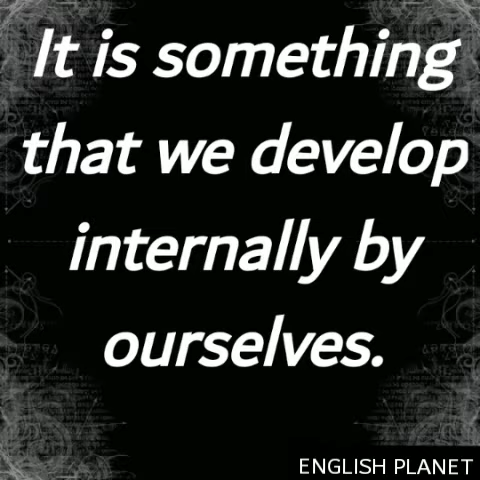 It is something
that we develop
internally by
ourselves.
ENGLISH PLANET